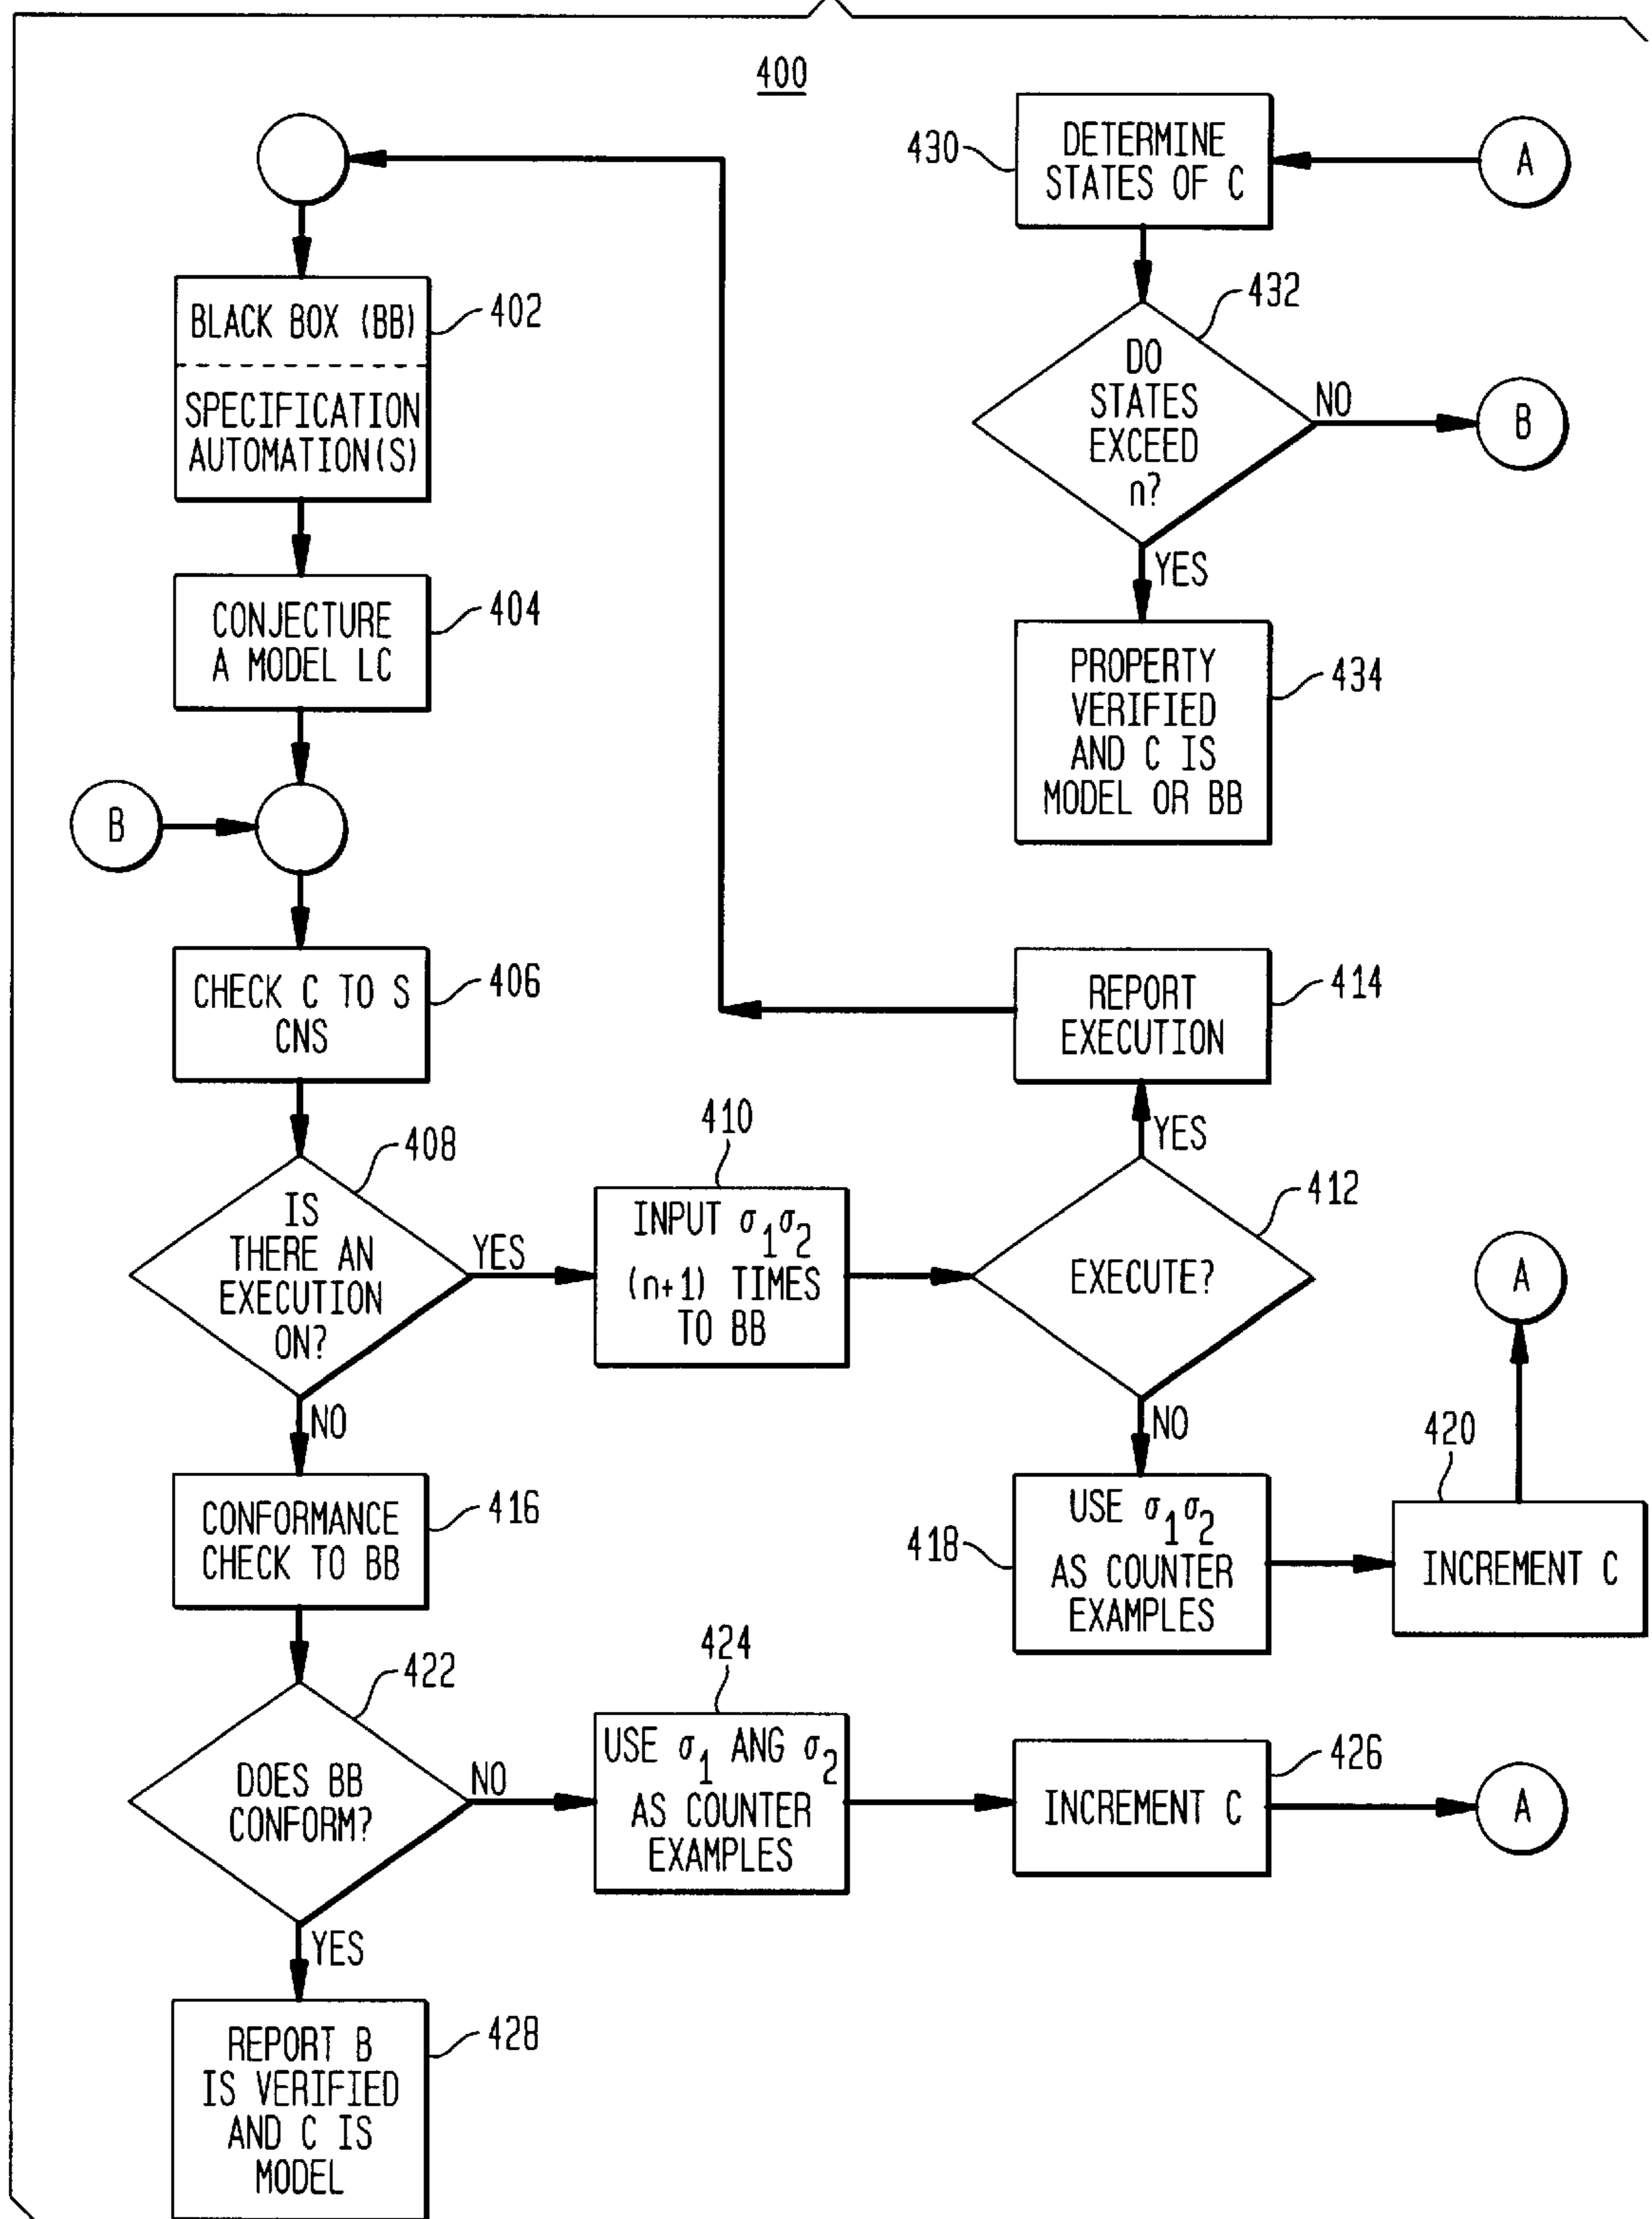 400
BLACK BOX (BB)
402
SPECIFICATION
AUTOMATION(S)
CONJECTURE
A MODEL LC
404
B
CHECK C TO S
CNS
406
IS
THERE AN
EXECUTION
ON?
408
YES
NO
INPUT σ1σ2
(n+1) TIMES
TO BB
410
EXECUTE?
412
YES
NO
REPORT
EXECUTION
414
CONFORMANCE
CHECK TO BB
416
USE σ1σ2
AS COUNTER
EXAMPLES
418
INCREMENT C
420
A
DOES BB
CONFORM?
422
NO
YES
USE σ1 ANG σ2
AS COUNTER
EXAMPLES
424
INCREMENT C
426
A
REPORT B
IS VERIFIED
AND C IS
MODEL
428
A
DETERMINE
STATES OF C
430
DO
STATES
EXCEED
n?
432
NO
B
YES
PROPERTY
VERIFIED
AND C IS
MODEL OR BB
434